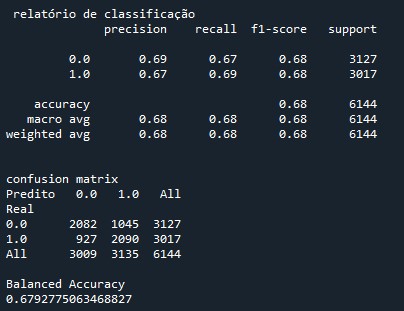 relatório de classificação
precision recall f1-score support
0.0 0.69 0.67 0.68 3127
1.0 0.67 0.69 0.68 3017
accuracy 0.68 6144
macro avg 0.68 0.68 0.68 6144
weighted avg 0.68 0.68 0.68 6144
confusion matrix
Predito 0.0 1.0 All
Real
0.0 2082 1045 3127
1.0 927 2090 3017
All 3009 3135 6144
Balanced Accuracy
0.6792775063468827